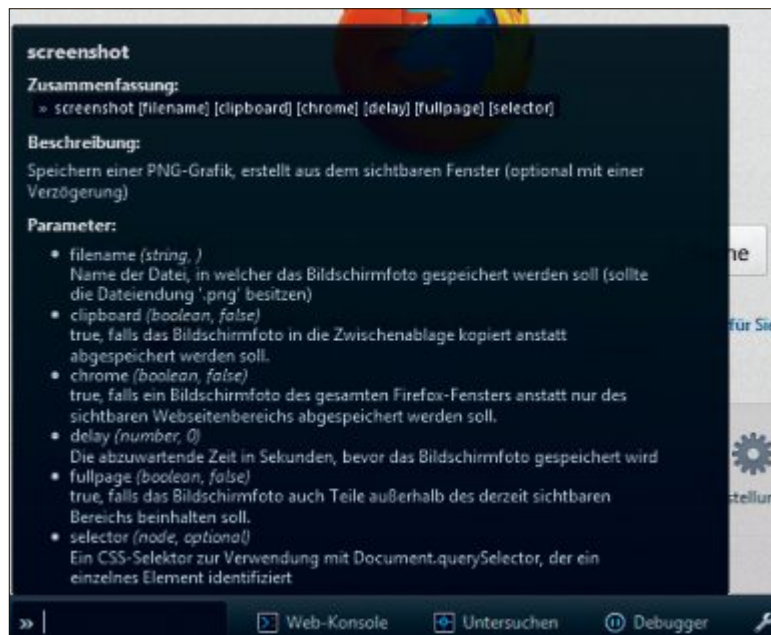 screenshot
Zusammenfassung:
» screenshot [filename] [clipboard] [chrome] [delay] [fullpage] [selector]
Beschreibung:
Speichern einer PNG-Grafik, erstellt aus dem sichtbaren Fenster (optional mit einer
Verzögerung)
Parameter:
• filename (string, )
Name der Datei, in welcher das Bildschirmfoto gespeichert werden soll (sollte
die Dateiendung '.png' besitzen)
• clipboard (boolean, false)
true, falls das Bildschirmfoto in die Zwischenablage kopiert anstatt
abgespeichert werden soll.
• chrome (boolean, false)
true, falls ein Bildschirmfoto des gesamten Firefox-Fensters anstatt nur des
sichtbaren Webseitenbereichs abgespeichert werden soll.
• delay (number, 0)
Die abzuwartende Zeit in Sekunden, bevor das Bildschirmfoto gespeichert wird
• fullpage (boolean, false)
true, falls das Bildschirmfoto auch Teile außerhalb des derzeit sichtbaren
Bereichs beinhalten soll.
• selector (node, optional)
Ein CSS-Selektor zur Verwendung mit Document.querySelector, der ein
einzelnes Element identifiziert
he
für Sie
stellun
» Web-Konsole Untersuchen Debugger